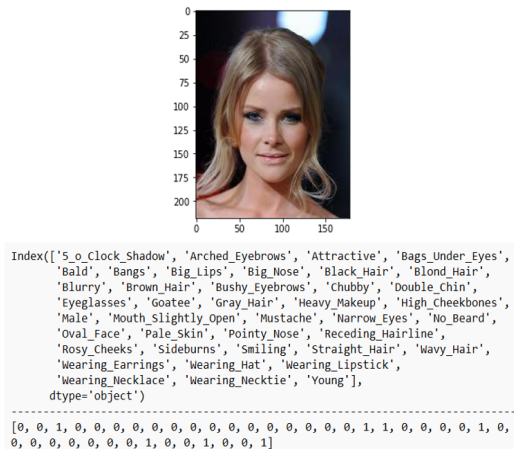 0
25
50
75
100
125
150
175
200
0 50 100 150
Index(['5_o_Clock_Shadow', 'Arched_Eyebrows', 'Attractive', 'Bags_Under_Eyes',
'Bald', 'Bangs', 'Big_Lips', 'Big_Nose', 'Black_Hair', 'Blond_Hair',
'Blurry', 'Brown_Hair', 'Bushy_Eyebrows', 'Chubby', 'Double_Chin',
'Eyeglasses', 'Goatee', 'Gray_Hair', 'Heavy_Makeup', 'High_Cheekbones',
'Male', 'Mouth_Slightly_Open', 'Mustache', 'Narrow_Eyes', 'No_Beard',
'Oval_Face', 'Pale_Skin', 'Pointy_Nose', 'Receding_Hairline',
'Rosy_Cheeks', 'Sideburns', 'Smiling', 'Straight_Hair', 'Wavy_Hair',
'Wearing_Earrings', 'Wearing_Hat', 'Wearing_Lipstick',
'Wearing_Necklace', 'Wearing_Necktie', 'Young'],
dtype='object')
--------------------------------------------------------------------------------
[0, 0, 1, 0, 0, 0, 0, 0, 0, 0, 0, 0, 0, 0, 0, 0, 0, 0, 1, 1, 0, 0, 0, 0, 1, 0,
0, 0, 0, 0, 0, 0, 0, 1, 0, 0, 1, 0, 0, 1]